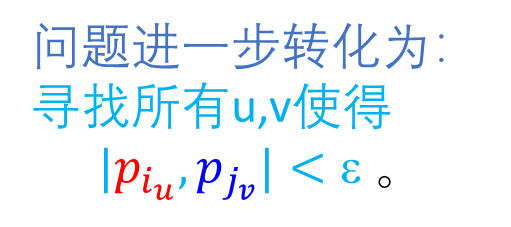 问题进一步转化为：
寻找所有u,v使得
|p_{i_u}, p_{j_v}| < ε 。